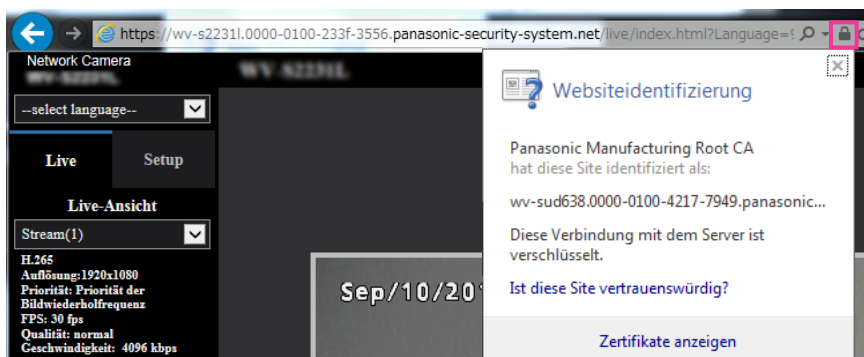 https://wv-s2231l.0000-0100-233f-3556.panasonic-security-system.net/live/index.html?Language=
Network Camera
WV-S2231L
WV-S2231L
--select language--
Live
Setup
Live-Ansicht
Stream(1)
H.265
Auflösung:1920x1080
Priorität: Priorität der
Bildwiederholfrequenz
FPS: 30 fps
Qualität: normal
Geschwindigkeit: 4096 kbps
Sep/10/20
Websiteidentifizierung
Panasonic Manufacturing Root CA
hat diese Site identifiziert als:
wv-sud638.0000-0100-4217-7949.panasonic...
Diese Verbindung mit dem Server ist
verschlüsselt.
Ist diese Site vertrauenswürdig?
Zertifikate anzeigen